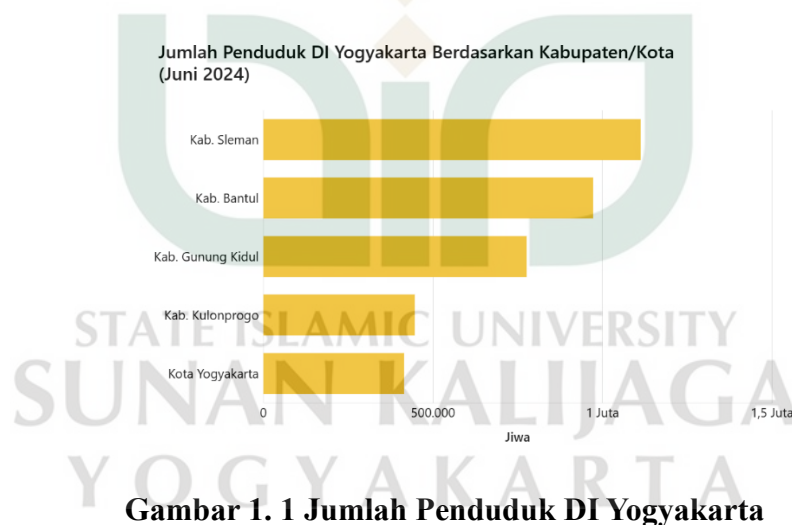 Jumlah Penduduk DI Yogyakarta Berdasarkan Kabupaten/Kota
(Juni 2024)
Kab. Sleman
Kab. Bantul
Kab. Gunung Kidul
Kab. Kulonprogo
Kota Yogyakarta
0 500.000 1 Juta 1,5 Juta
Jiwa
STATE ISLAMIC UNIVERSITY
SUNAN KALIJAGA
YOGYAKARTA
Gambar 1. 1 Jumlah Penduduk DI Yogyakarta